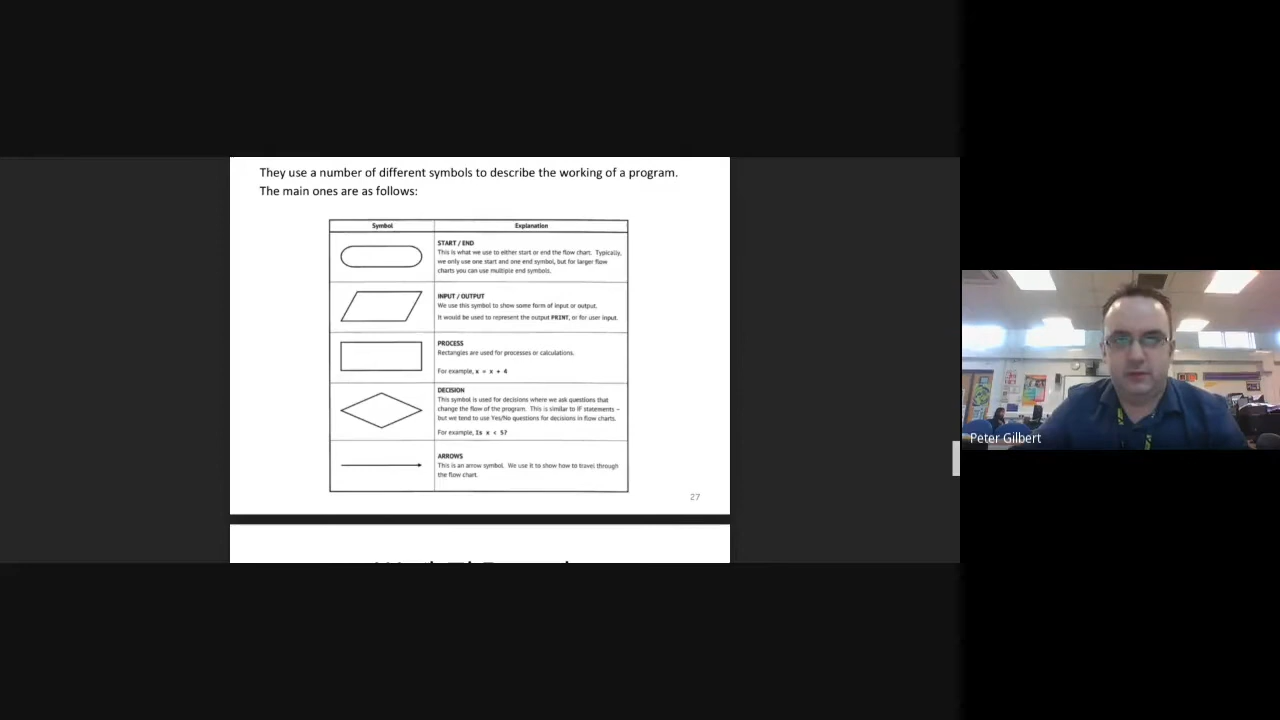 They use a number of different symbols to describe the working of a program.
The main ones are as follows:
Symbol Explanation
START / END
This is what we use to either start or end the flow chart. Typically,
we only use one start and one end symbol, but for larger flow
charts you can use multiple end symbols.
INPUT / OUTPUT
We use this symbol to show some form of input or output.
It would be used to represent the output PRINT, or for user input.
PROCESS
Rectangles are used for processes or calculations.
For example, x = x + 4
DECISION
This symbol is used for decisions where we ask questions that
change the flow of the program. This is similar to IF statements –
but we tend to use Yes/No questions for decisions in flow charts.
For example, Is x < 5?
ARROWS
This is an arrow symbol. We use it to show how to travel through
the flow chart.
27
Peter Gilbert